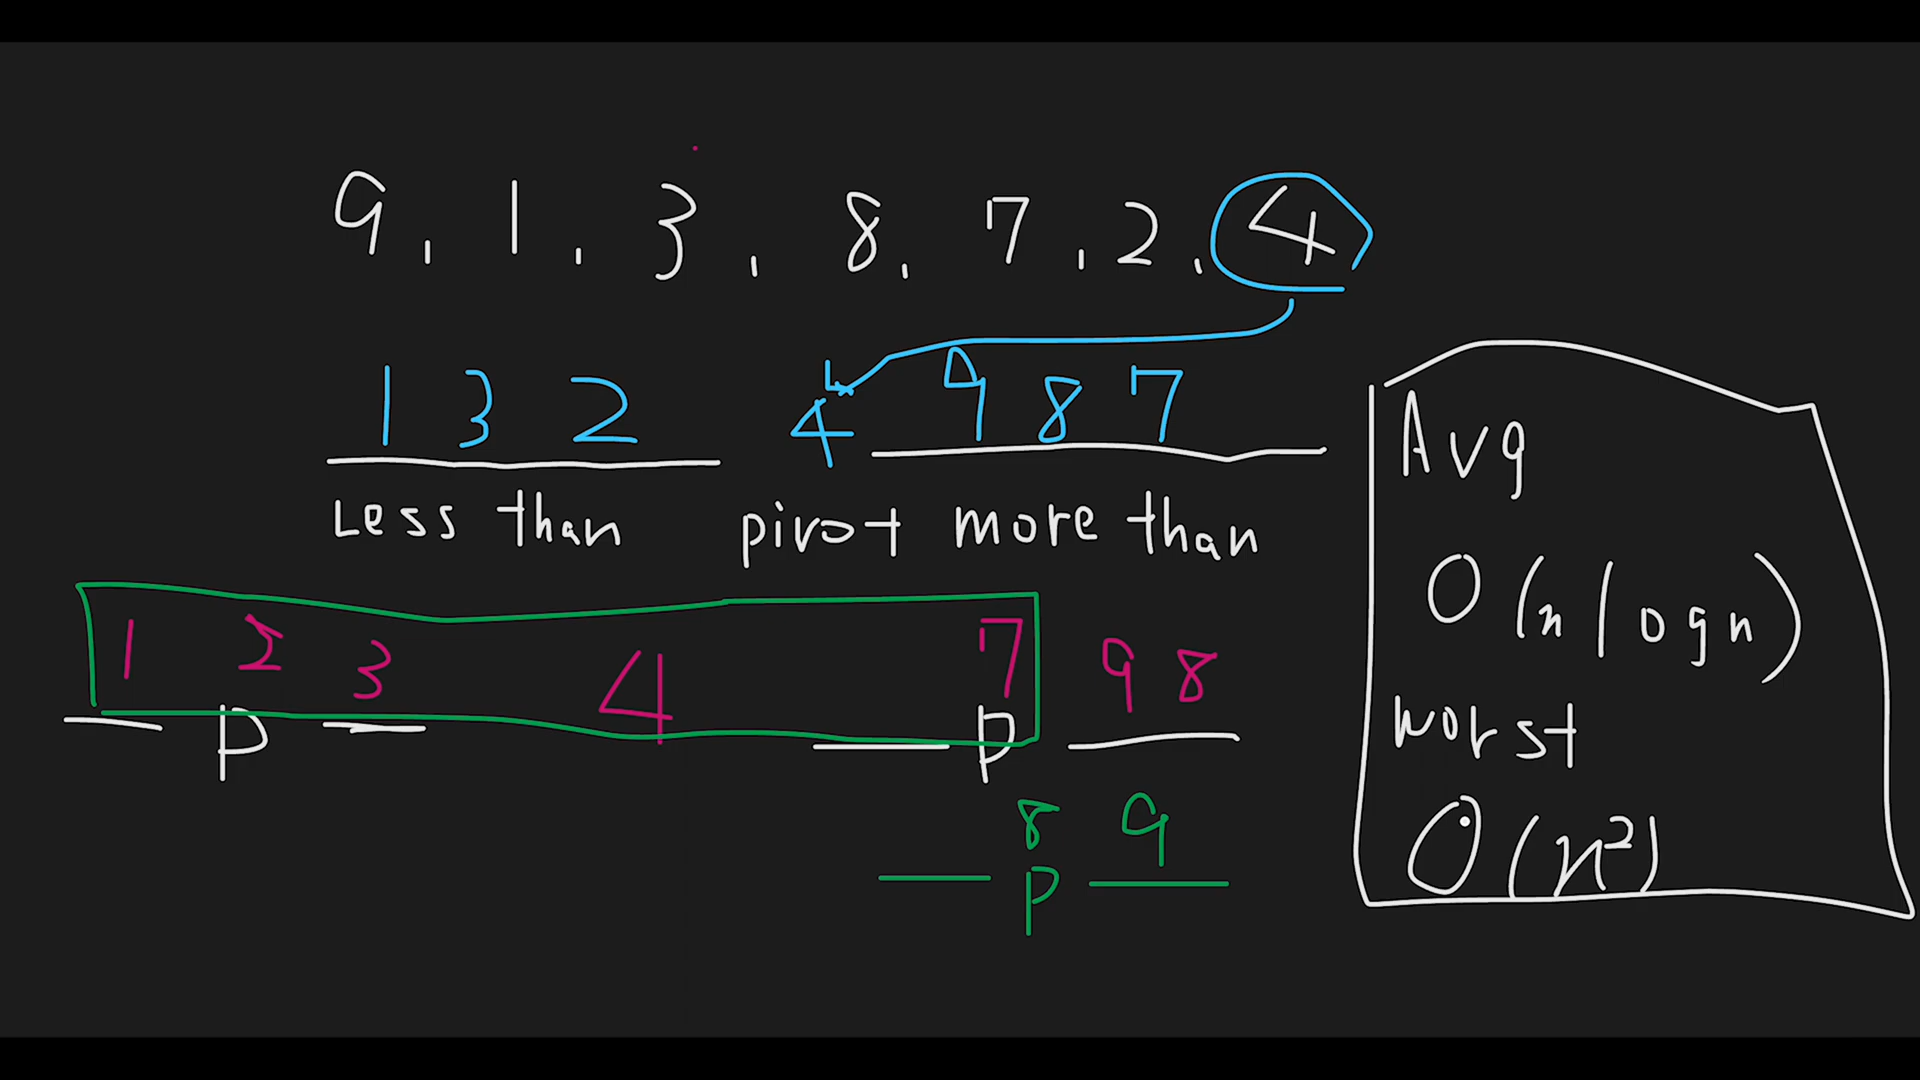 9, 1, 3, 8, 7, 2, 4
1 3 2 4 9 8 7
Less than pivot more than
1 2 3 4 7 9 8
P P
8 9
P
Avg
O(n log n)
worst
O(n²)